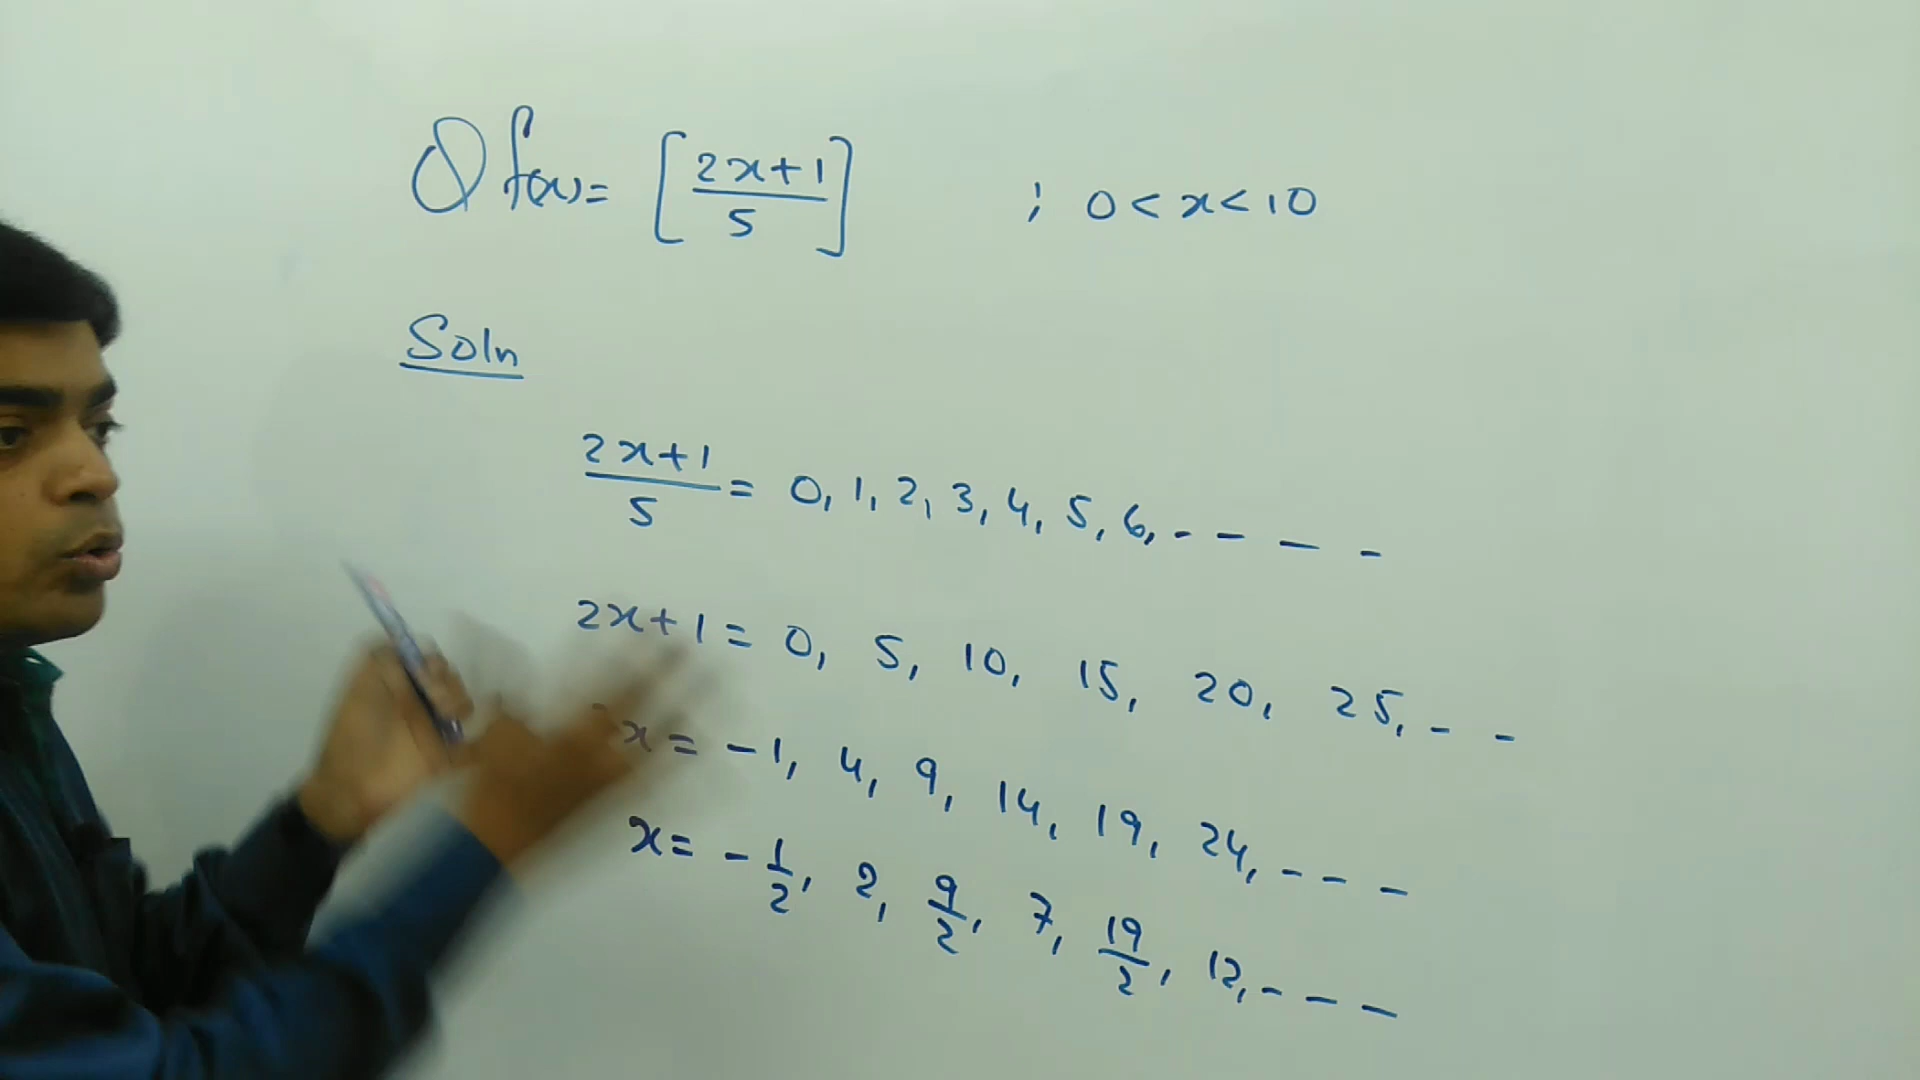 Q f(x) = [(2x+1)/5] ; 0 < x < 10
Soln
(2x+1)/5 = 0, 1, 2, 3, 4, 5, 6, - - - -
2x+1 = 0, 5, 10, 15, 20, 25, - -
x = -1, 4, 9, 14, 19, 24, - - -
x = -1/2, 2, 9/2, 7, 19/2, 12, - - -